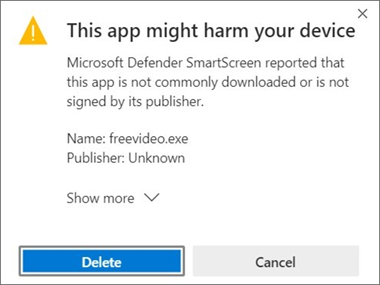 This app might harm your device
Microsoft Defender SmartScreen reported that
this app is not commonly downloaded or is not
signed by its publisher.
Name: freevideo.exe
Publisher: Unknown
Show more
Delete
Cancel